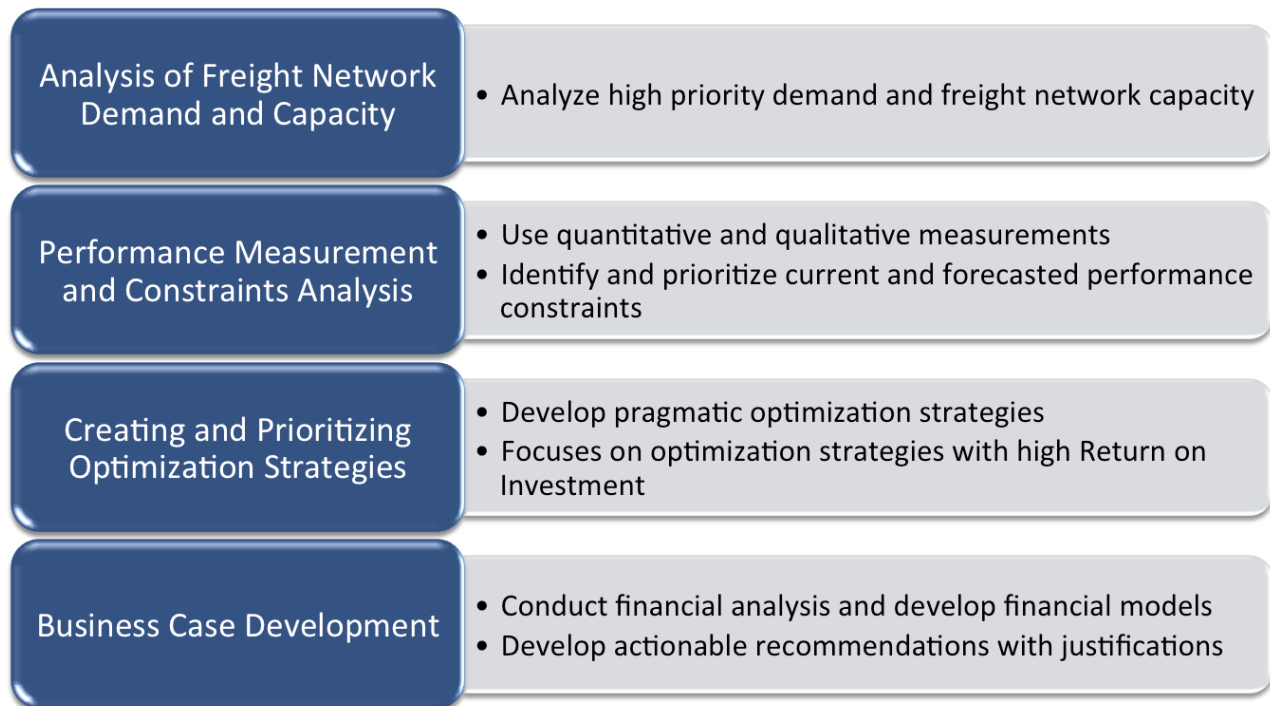 Analysis of Freight Network
Demand and Capacity
• Analyze high priority demand and freight network capacity
Performance Measurement
and Constraints Analysis
• Use quantitative and qualitative measurements
• Identify and prioritize current and forecasted performance
constraints
Creating and Prioritizing
Optimization Strategies
• Develop pragmatic optimization strategies
• Focuses on optimization strategies with high Return on
Investment
Business Case Development
• Conduct financial analysis and develop financial models
• Develop actionable recommendations with justifications